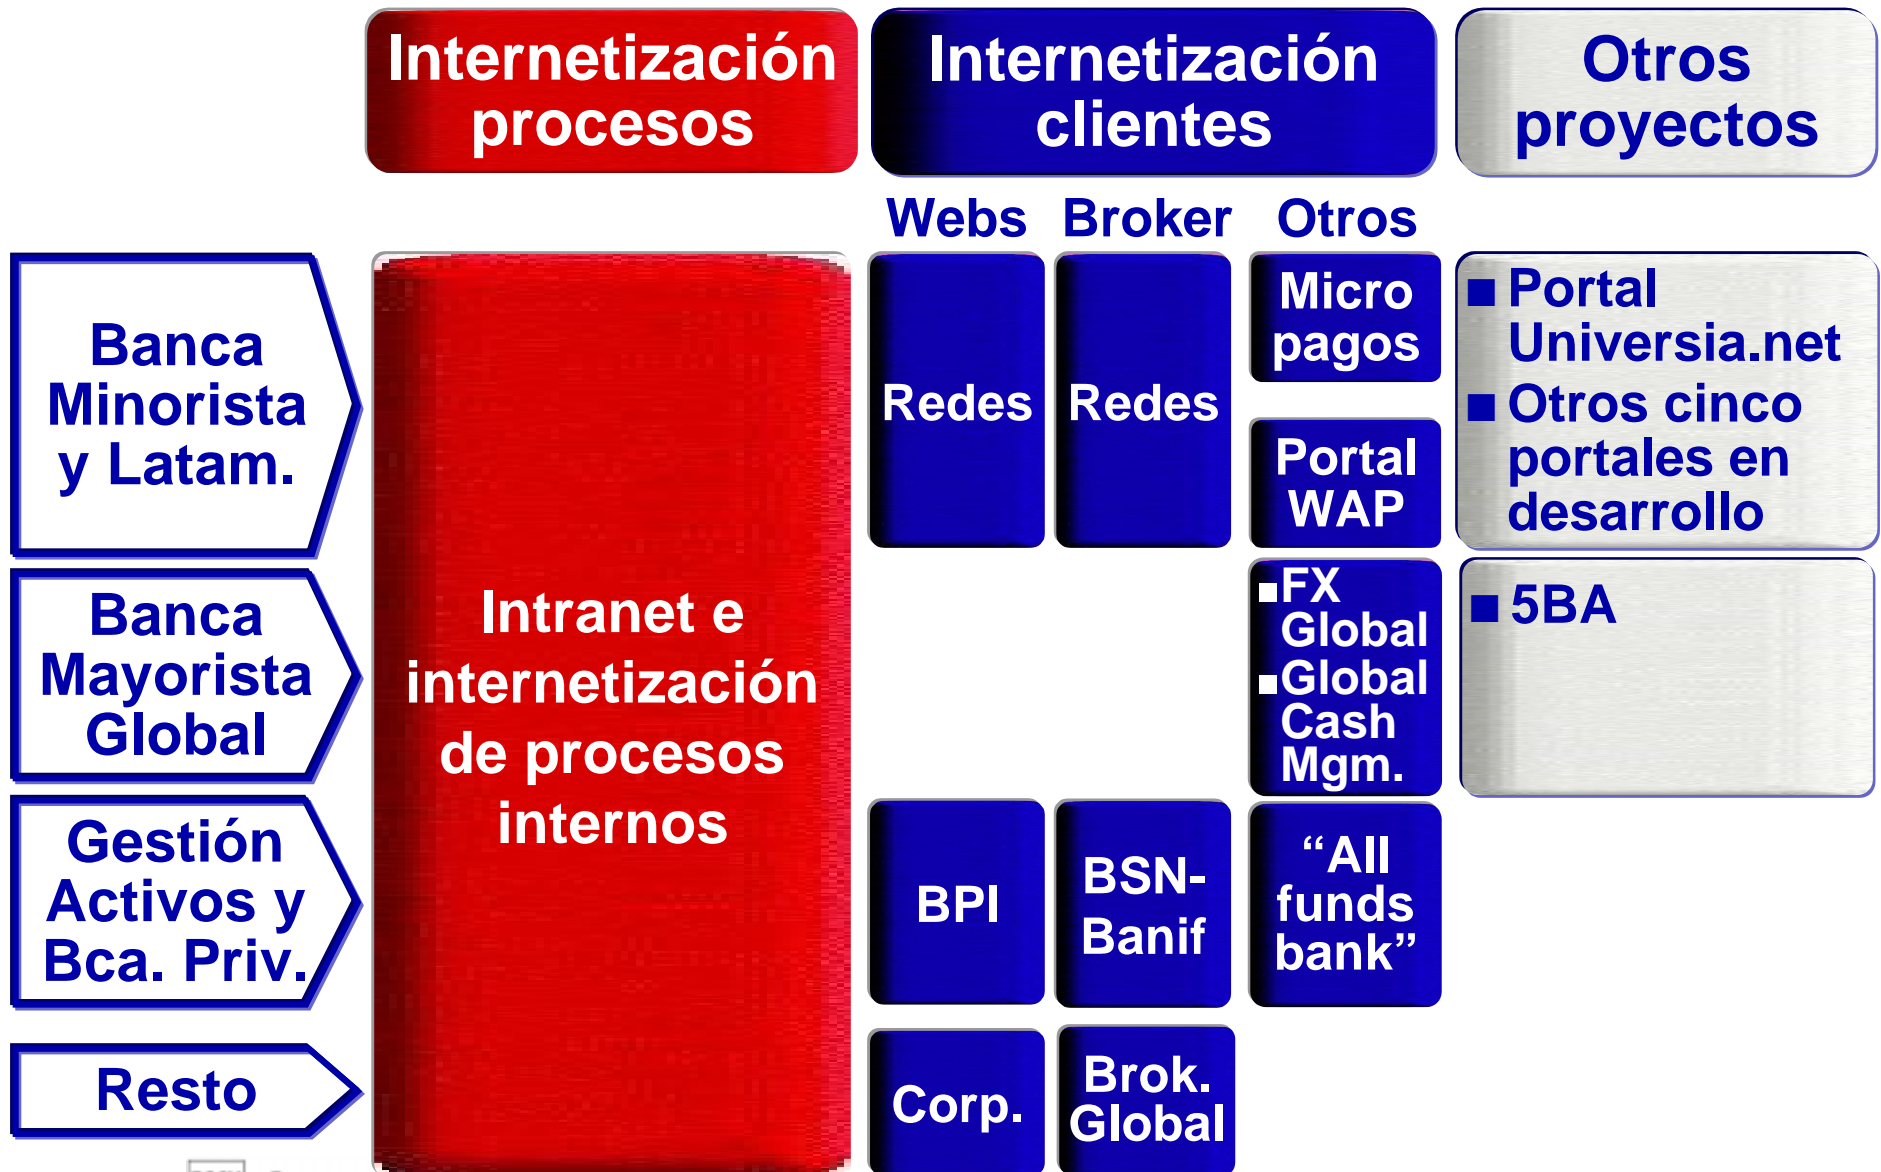 Internetización
procesos
Internetización
clientes
Otros
proyectos
Webs
Broker
Otros
Banca
Minorista
y Latam.
Banca
Mayorista
Global
Gestión
Activos y
Bca. Priv.
Resto
Intranet e
internetización
de procesos
internos
Redes
Redes
Micro
pagos
Portal
WAP
■ Portal
Universia.net
■ Otros cinco
portales en
desarrollo
■FX
Global
■Global
Cash
Mgm.
■ 5BA
BPI
BSN-
Banif
“All
funds
bank”
Corp.
Brok.
Global